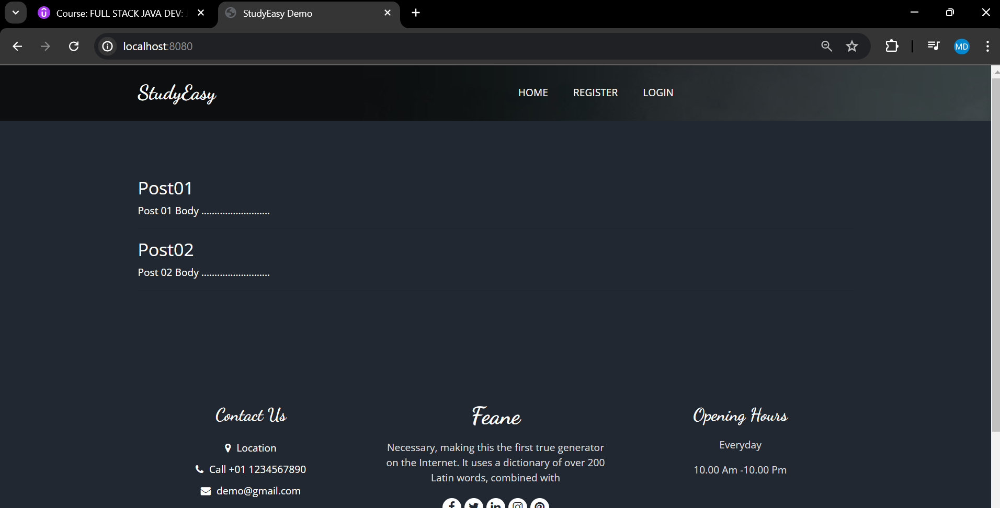 Course: FULL STACK JAVA DEV:
StudyEasy Demo
localhost:8080
MD
StudyEasy
HOME REGISTER LOGIN
Post01
Post 01 Body ..........................
Post02
Post 02 Body ..........................
Contact Us
Location
Call +01 1234567890
demo@gmail.com
Feane
Necessary, making this the first true generator
on the Internet. It uses a dictionary of over 200
Latin words, combined with
Opening Hours
Everyday
10.00 Am -10.00 Pm